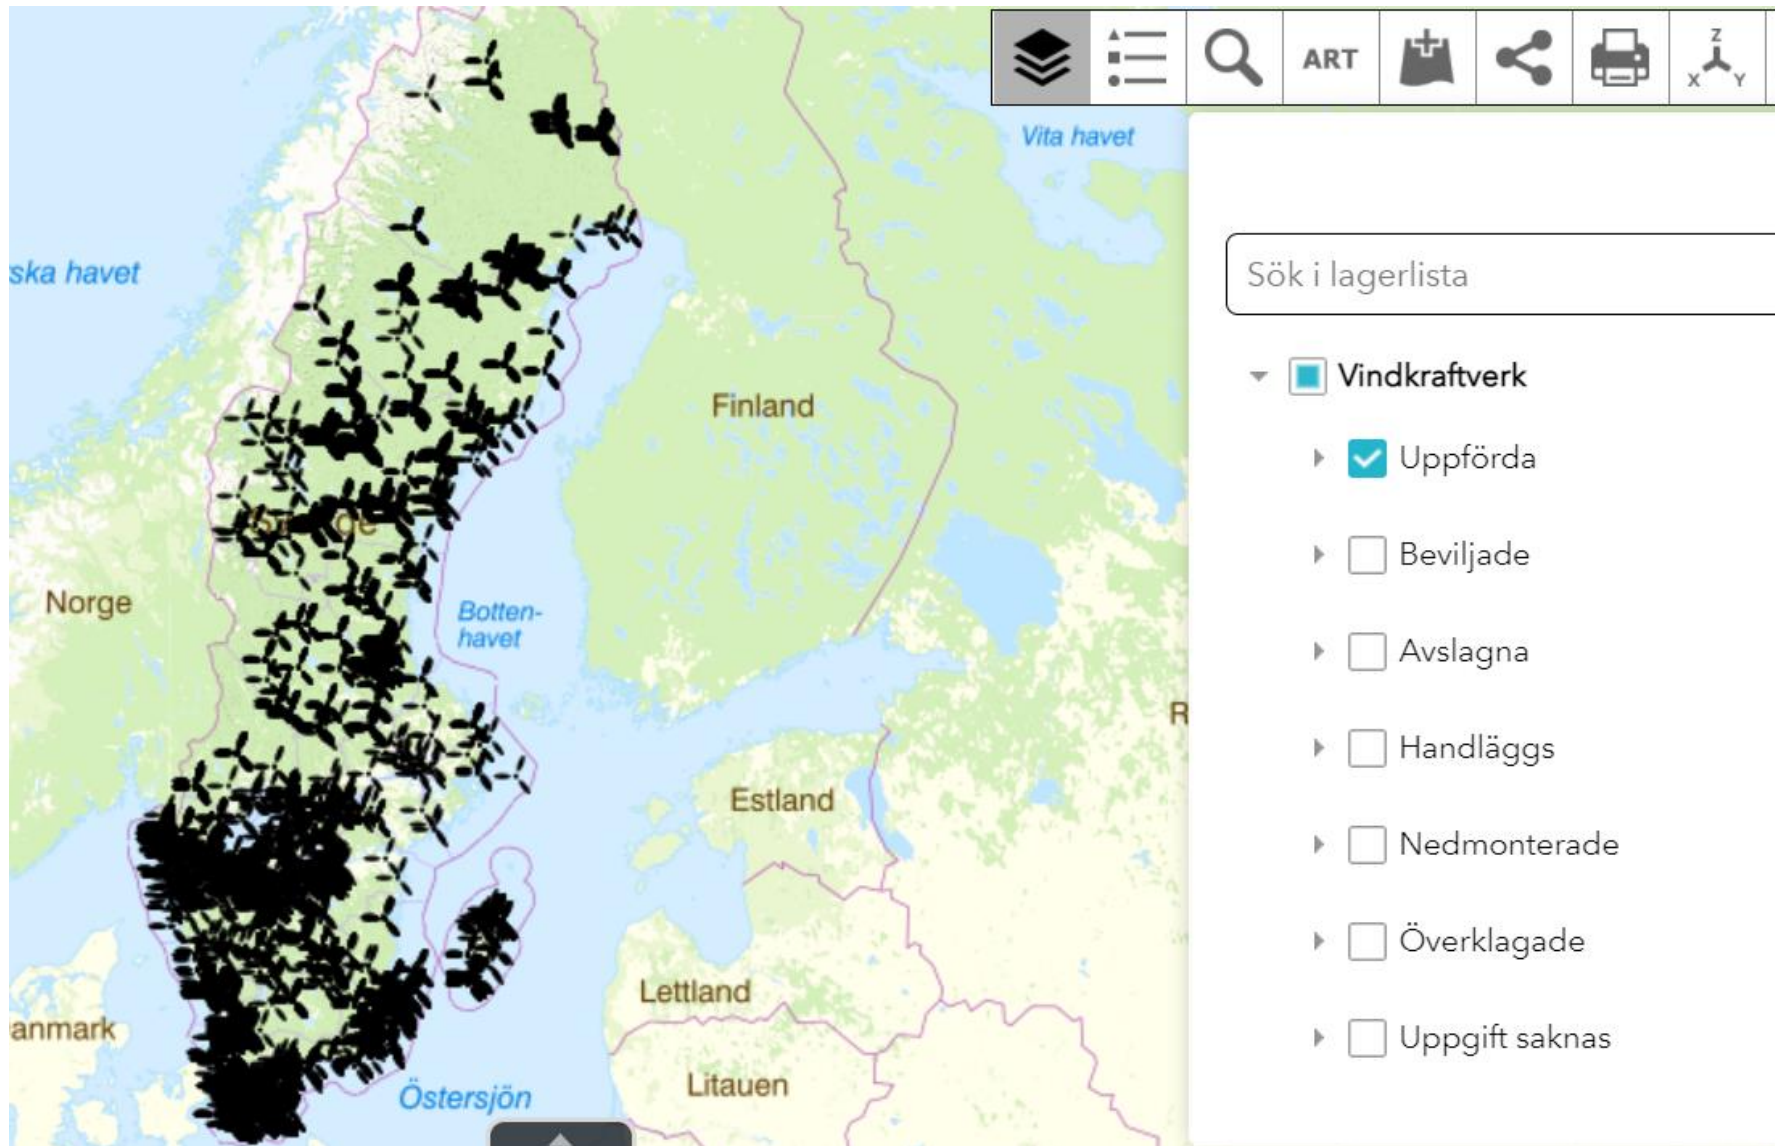 Z
ART
X Y
Vita havet
ska havet
Sök i lagerlista
Vindkraftverk
Finland
Uppförda
Beviljade
Norge
Botten-
havet
Avslagna
R
Handläggs
Estland
Nedmonterade
Överklagade
Lettland
anmark
Uppgift saknas
Litauen
Östersjön